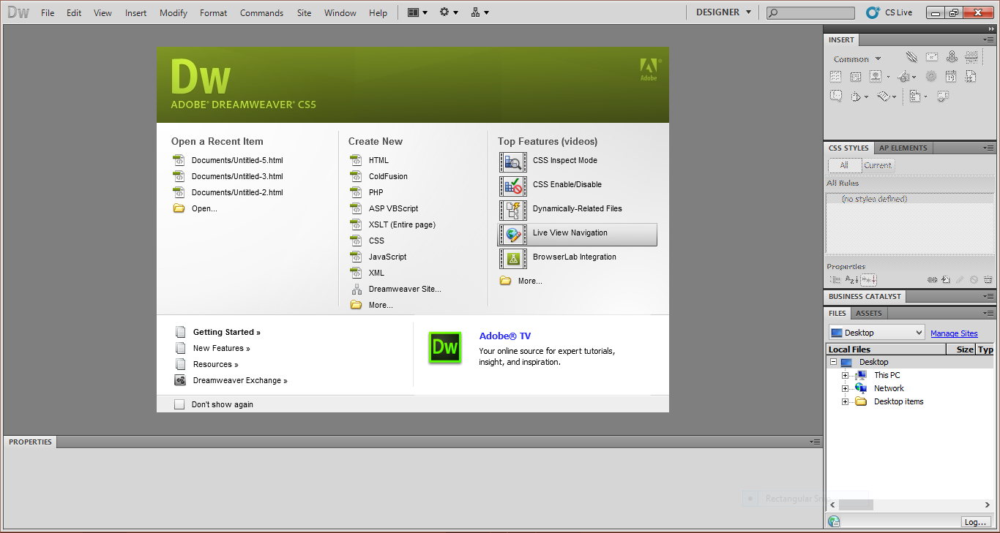 Dw File Edit View Insert Modify Format Commands Site Window Help DESIGNER CS Live
Dw
ADOBE® DREAMWEAVER® CS5
Adobe
Open a Recent Item
Documents/Untitled-5.html
Documents/Untitled-3.html
Documents/Untitled-2.html
Open...
Create New
HTML
ColdFusion
PHP
ASP VBScript
XSLT (Entire page)
CSS
JavaScript
XML
Dreamweaver Site...
More...
Top Features (videos)
CSS Inspect Mode
CSS Enable/Disable
Dynamically-Related Files
Live View Navigation
BrowserLab Integration
More...
Getting Started »
New Features »
Resources »
Dreamweaver Exchange »
Dw
Adobe® TV
Your online source for expert tutorials,
insight, and inspiration.
Don't show again
PROPERTIES
Rectangular Snip
INSERT
Common
CSS STYLES AP ELEMENTS
All Current
All Rules
(no styles defined)
Properties
BUSINESS CATALYST
FILES ASSETS
Desktop Manage Sites
Local Files Size Typ
Desktop
This PC
Network
Desktop items
Log...